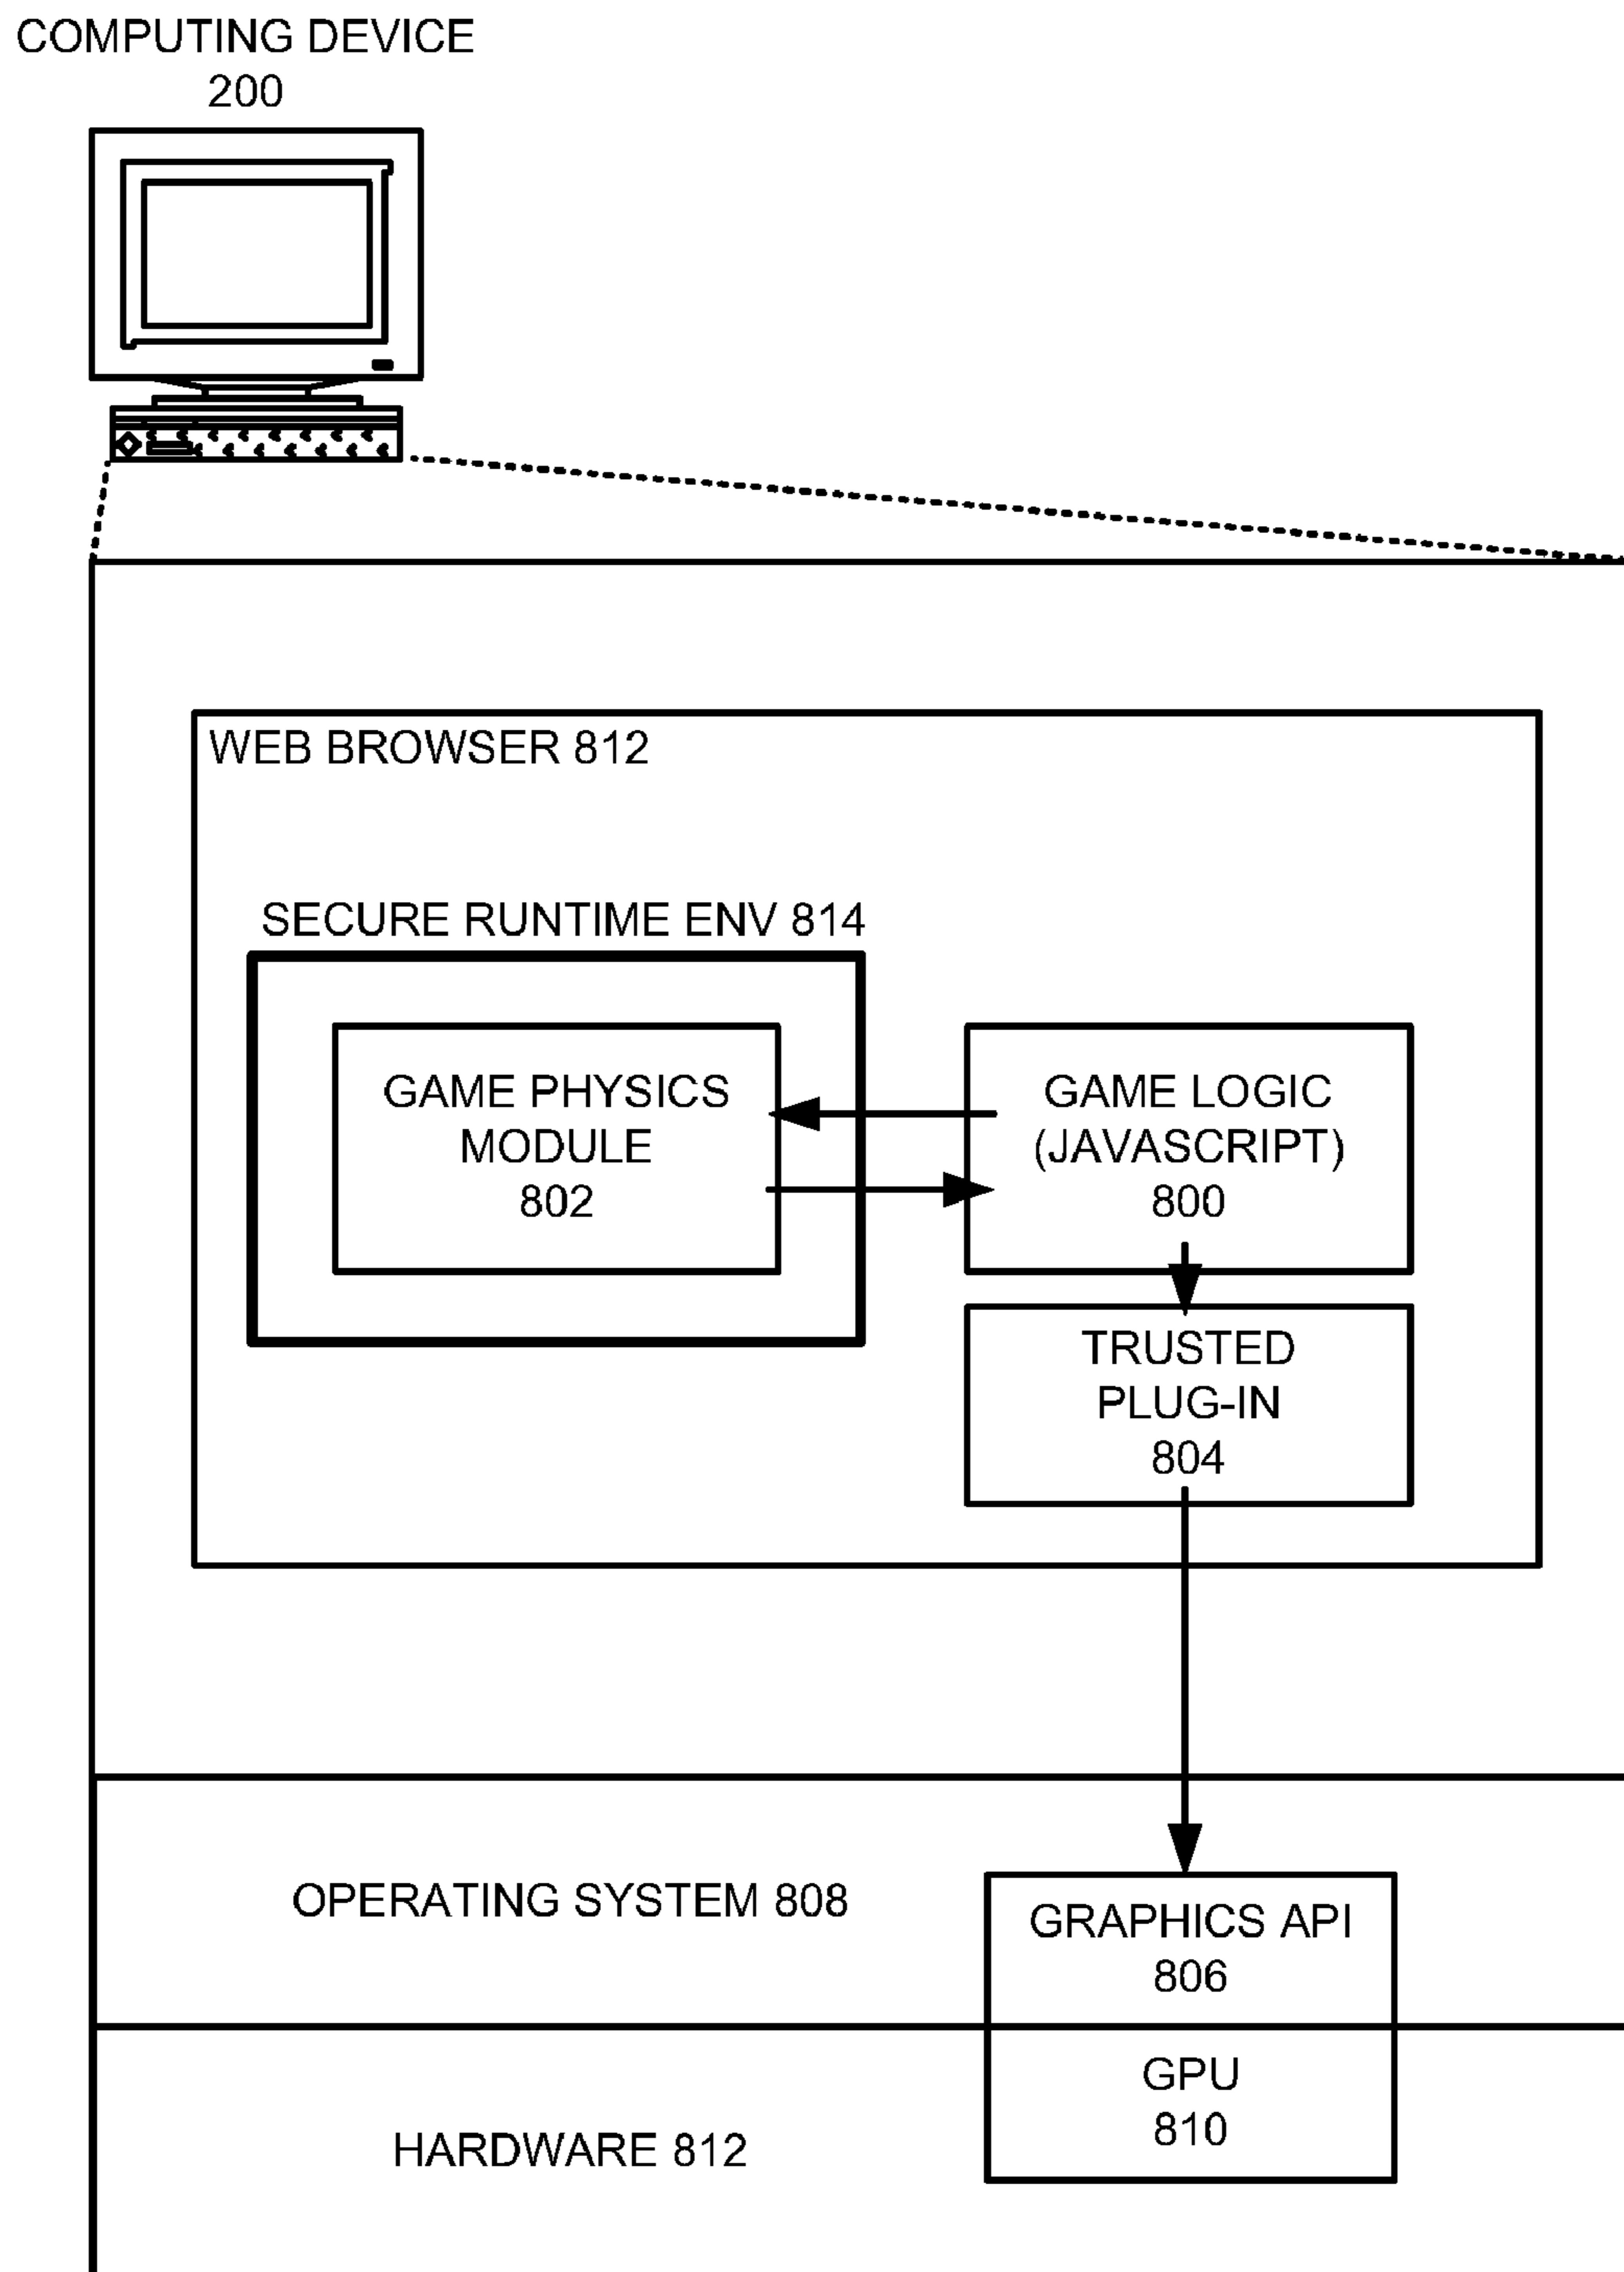 COMPUTING DEVICE
200
WEB BROWSER 812
SECURE RUNTIME ENV 814
GAME PHYSICS
MODULE
802
GAME LOGIC
(JAVASCRIPT)
800
TRUSTED
PLUG-IN
804
OPERATING SYSTEM 808
GRAPHICS API
806
GPU
810
HARDWARE 812